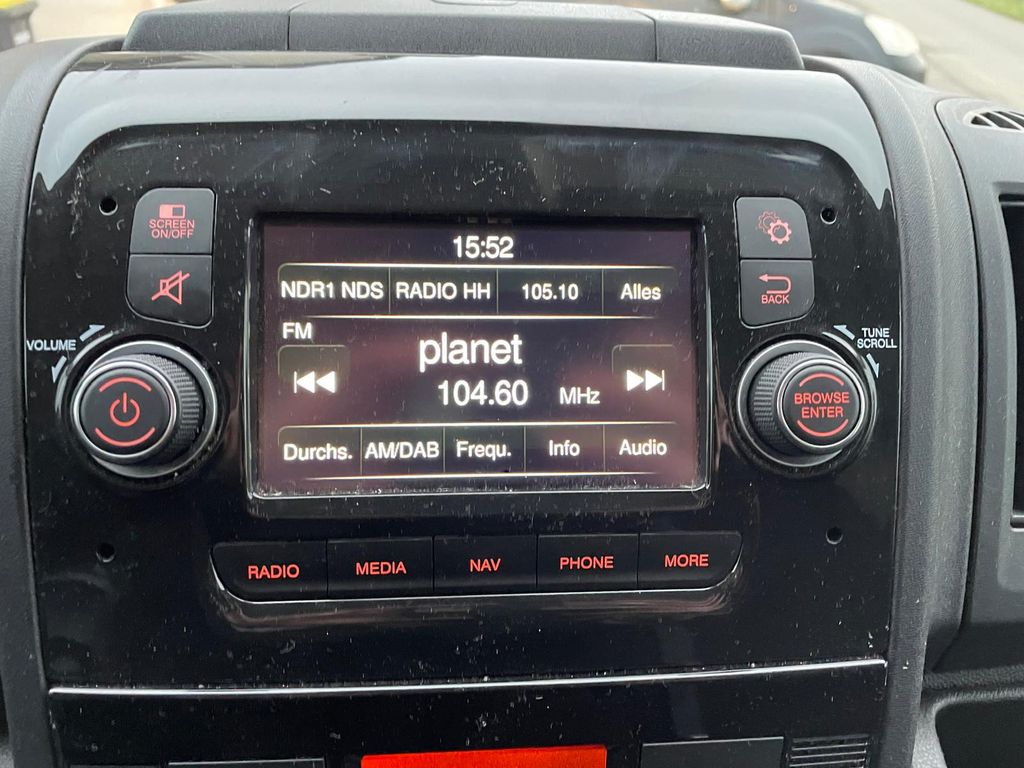 SCREEN
ON/OFF
15:52
NDR1 NDS RADIO HH 105.10 Alles
FM
planet
104.60 MHz
Durchs. AM/DAB Frequ. Info Audio
VOLUME
BACK
TUNE
SCROLL
BROWSE
ENTER
RADIO MEDIA NAV PHONE MORE